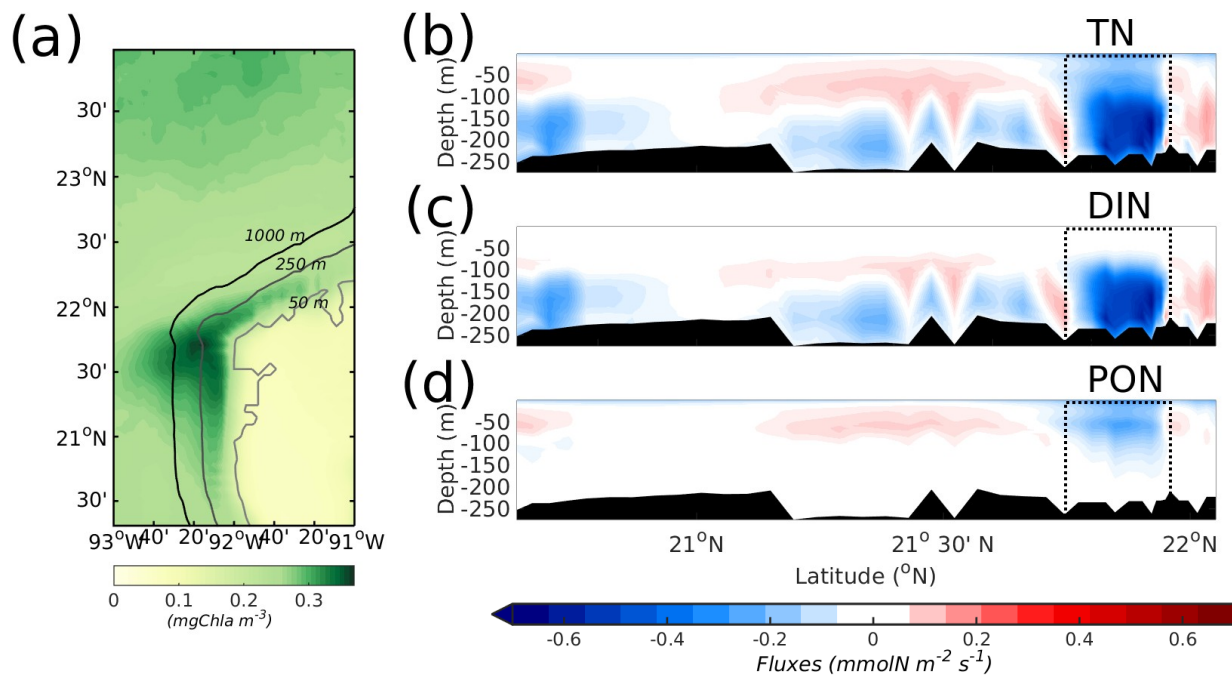 (a)
30'
23°N
30'
22°N
30'
21°N
30'
1000 m
250 m
50 m
93°W 40' 20' 92°W 40' 20' 91°W
0 0.1 0.2 0.3
(mgChla m⁻³)
(b)
TN
Depth (m)
-50
-100
-150
-200
-250
(c)
DIN
Depth (m)
-50
-100
-150
-200
-250
(d)
PON
Depth (m)
-50
-100
-150
-200
-250
21°N 21° 30' N 22°N
Latitude (°N)
-0.6 -0.4 -0.2 0 0.2 0.4 0.6
Fluxes (mmolN m⁻² s⁻¹)